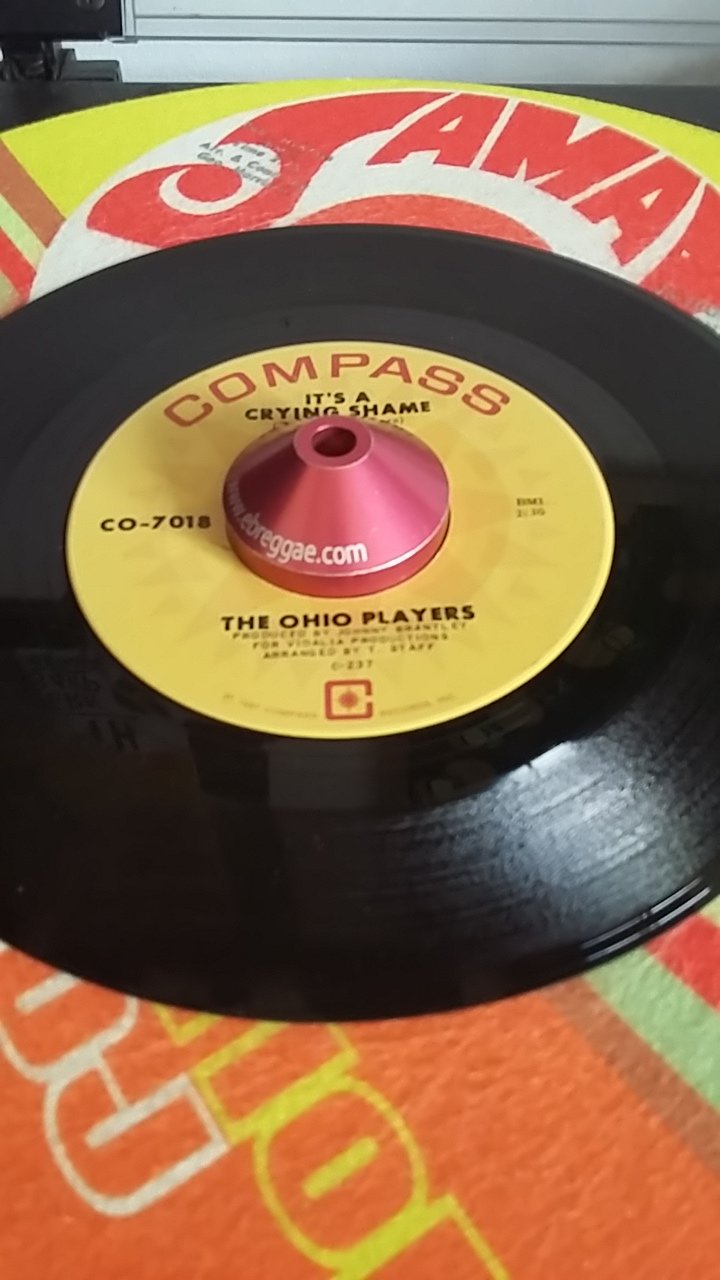 JAMAY
COMPASS
IT'S A
CRYING SHAME
CO-7018
BMI
2:30
www.ebreggae.com
THE OHIO PLAYERS
PRODUCED BY JOHNNY BRANTLEY
FOR VIDALIA PRODUCTIONS
ARRANGED BY T. STAFF
C-237